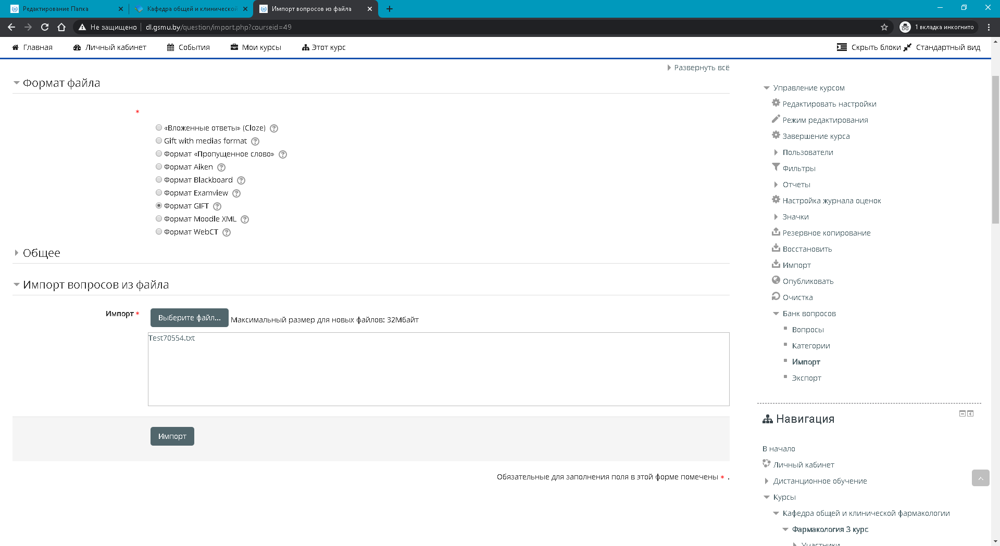 Редактирование Папка
Кафедра общей и клинической
Импорт вопросов из файла
Не защищено
dl.gsmu.by/question/import.php?courseid=49
1 вкладка инкогнито
Главная
Личный кабинет
События
Мои курсы
Этот курс
Скрыть блоки
Стандартный вид
Развернуть всё
Формат файла
*
«Вложенные ответы» (Cloze)
Gift with medias format
Формат «Пропущенное слово»
Формат Aiken
Формат Blackboard
Формат Examview
Формат GIFT
Формат Moodle XML
Формат WebCT
Общее
Импорт вопросов из файла
Импорт *
Выберите файл...
Максимальный размер для новых файлов: 32Мбайт
Test70554.txt
Импорт
Обязательные для заполнения поля в этой форме помечены * .
Управление курсом
Редактировать настройки
Режим редактирования
Завершение курса
Пользователи
Фильтры
Отчеты
Настройка журнала оценок
Значки
Резервное копирование
Восстановить
Импорт
Опубликовать
Очистка
Банк вопросов
Вопросы
Категории
Импорт
Экспорт
Навигация
В начало
Личный кабинет
Дистанционное обучение
Курсы
Кафедра общей и клинической фармакологии
Фармакология 3 курс
Участники